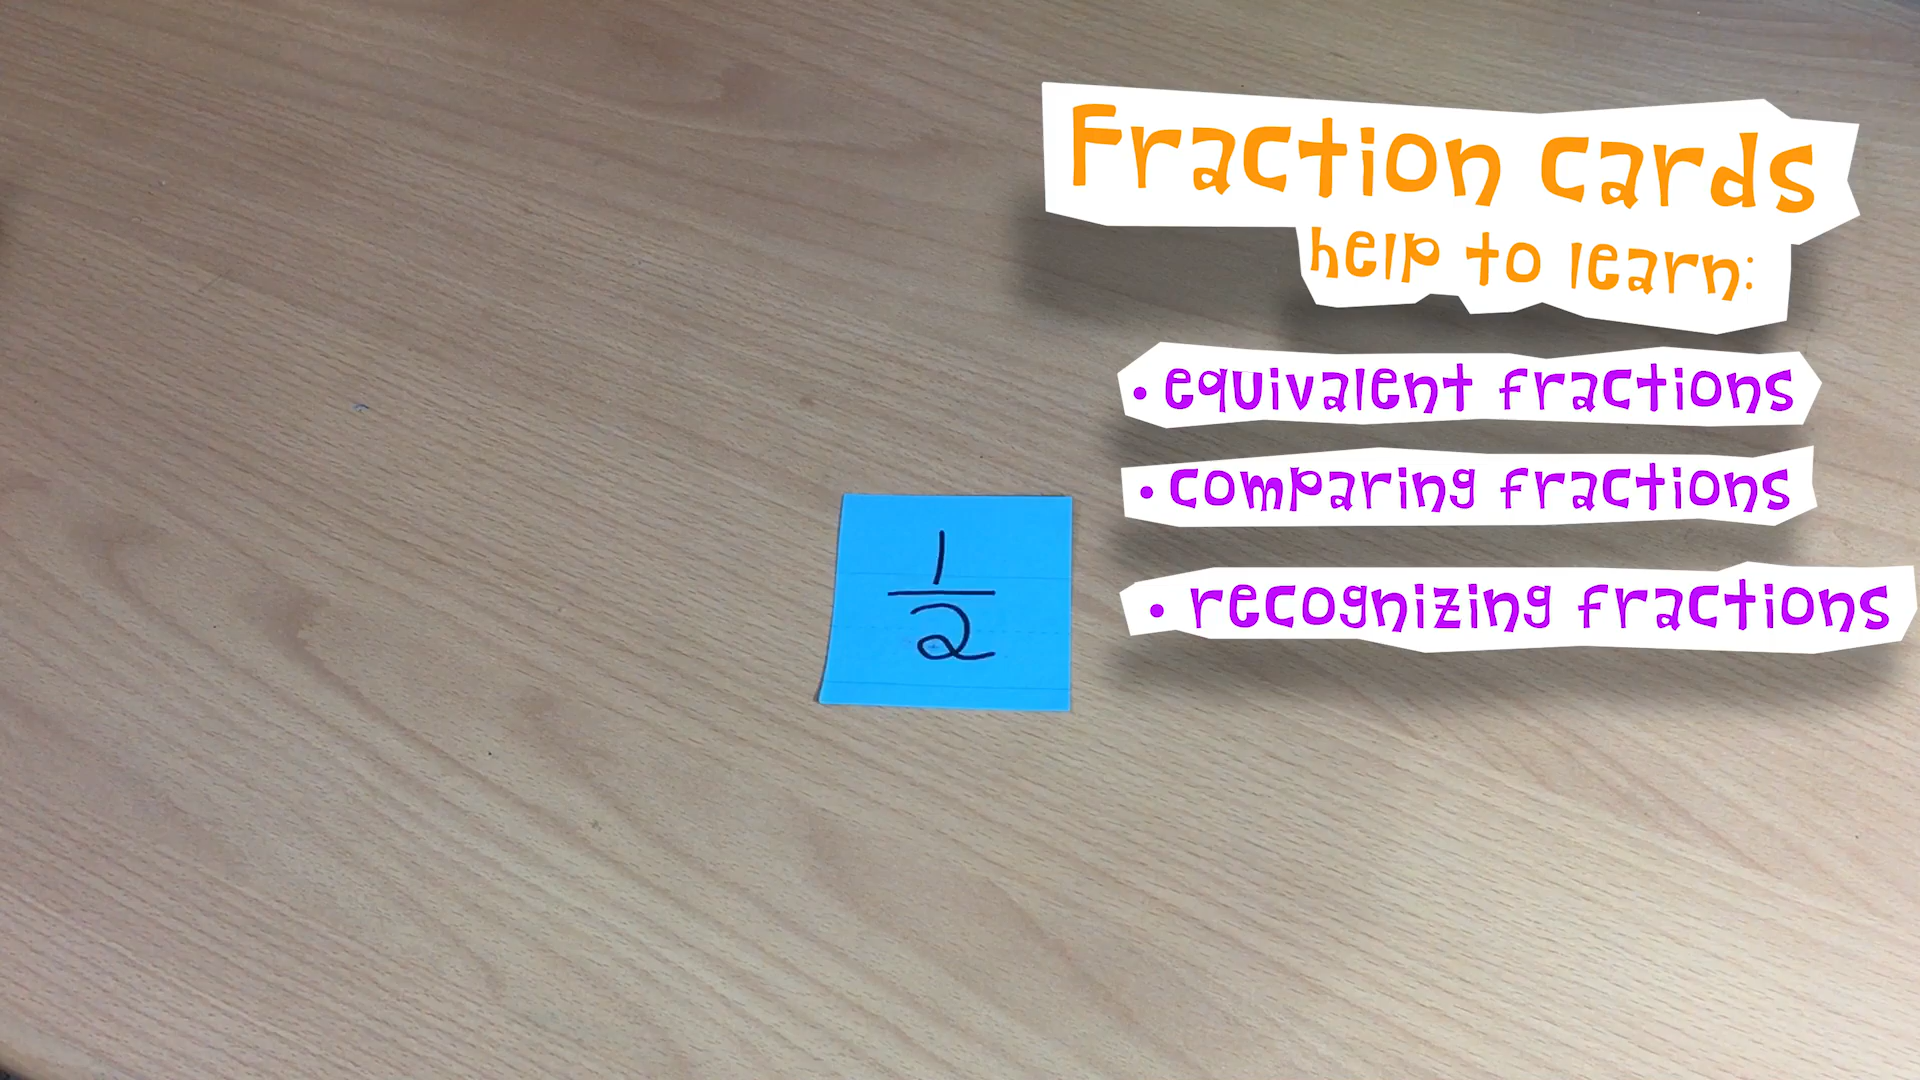 Fraction cards
help to learn:
• equivalent fractions
• comparing fractions
• recognizing fractions
1
2